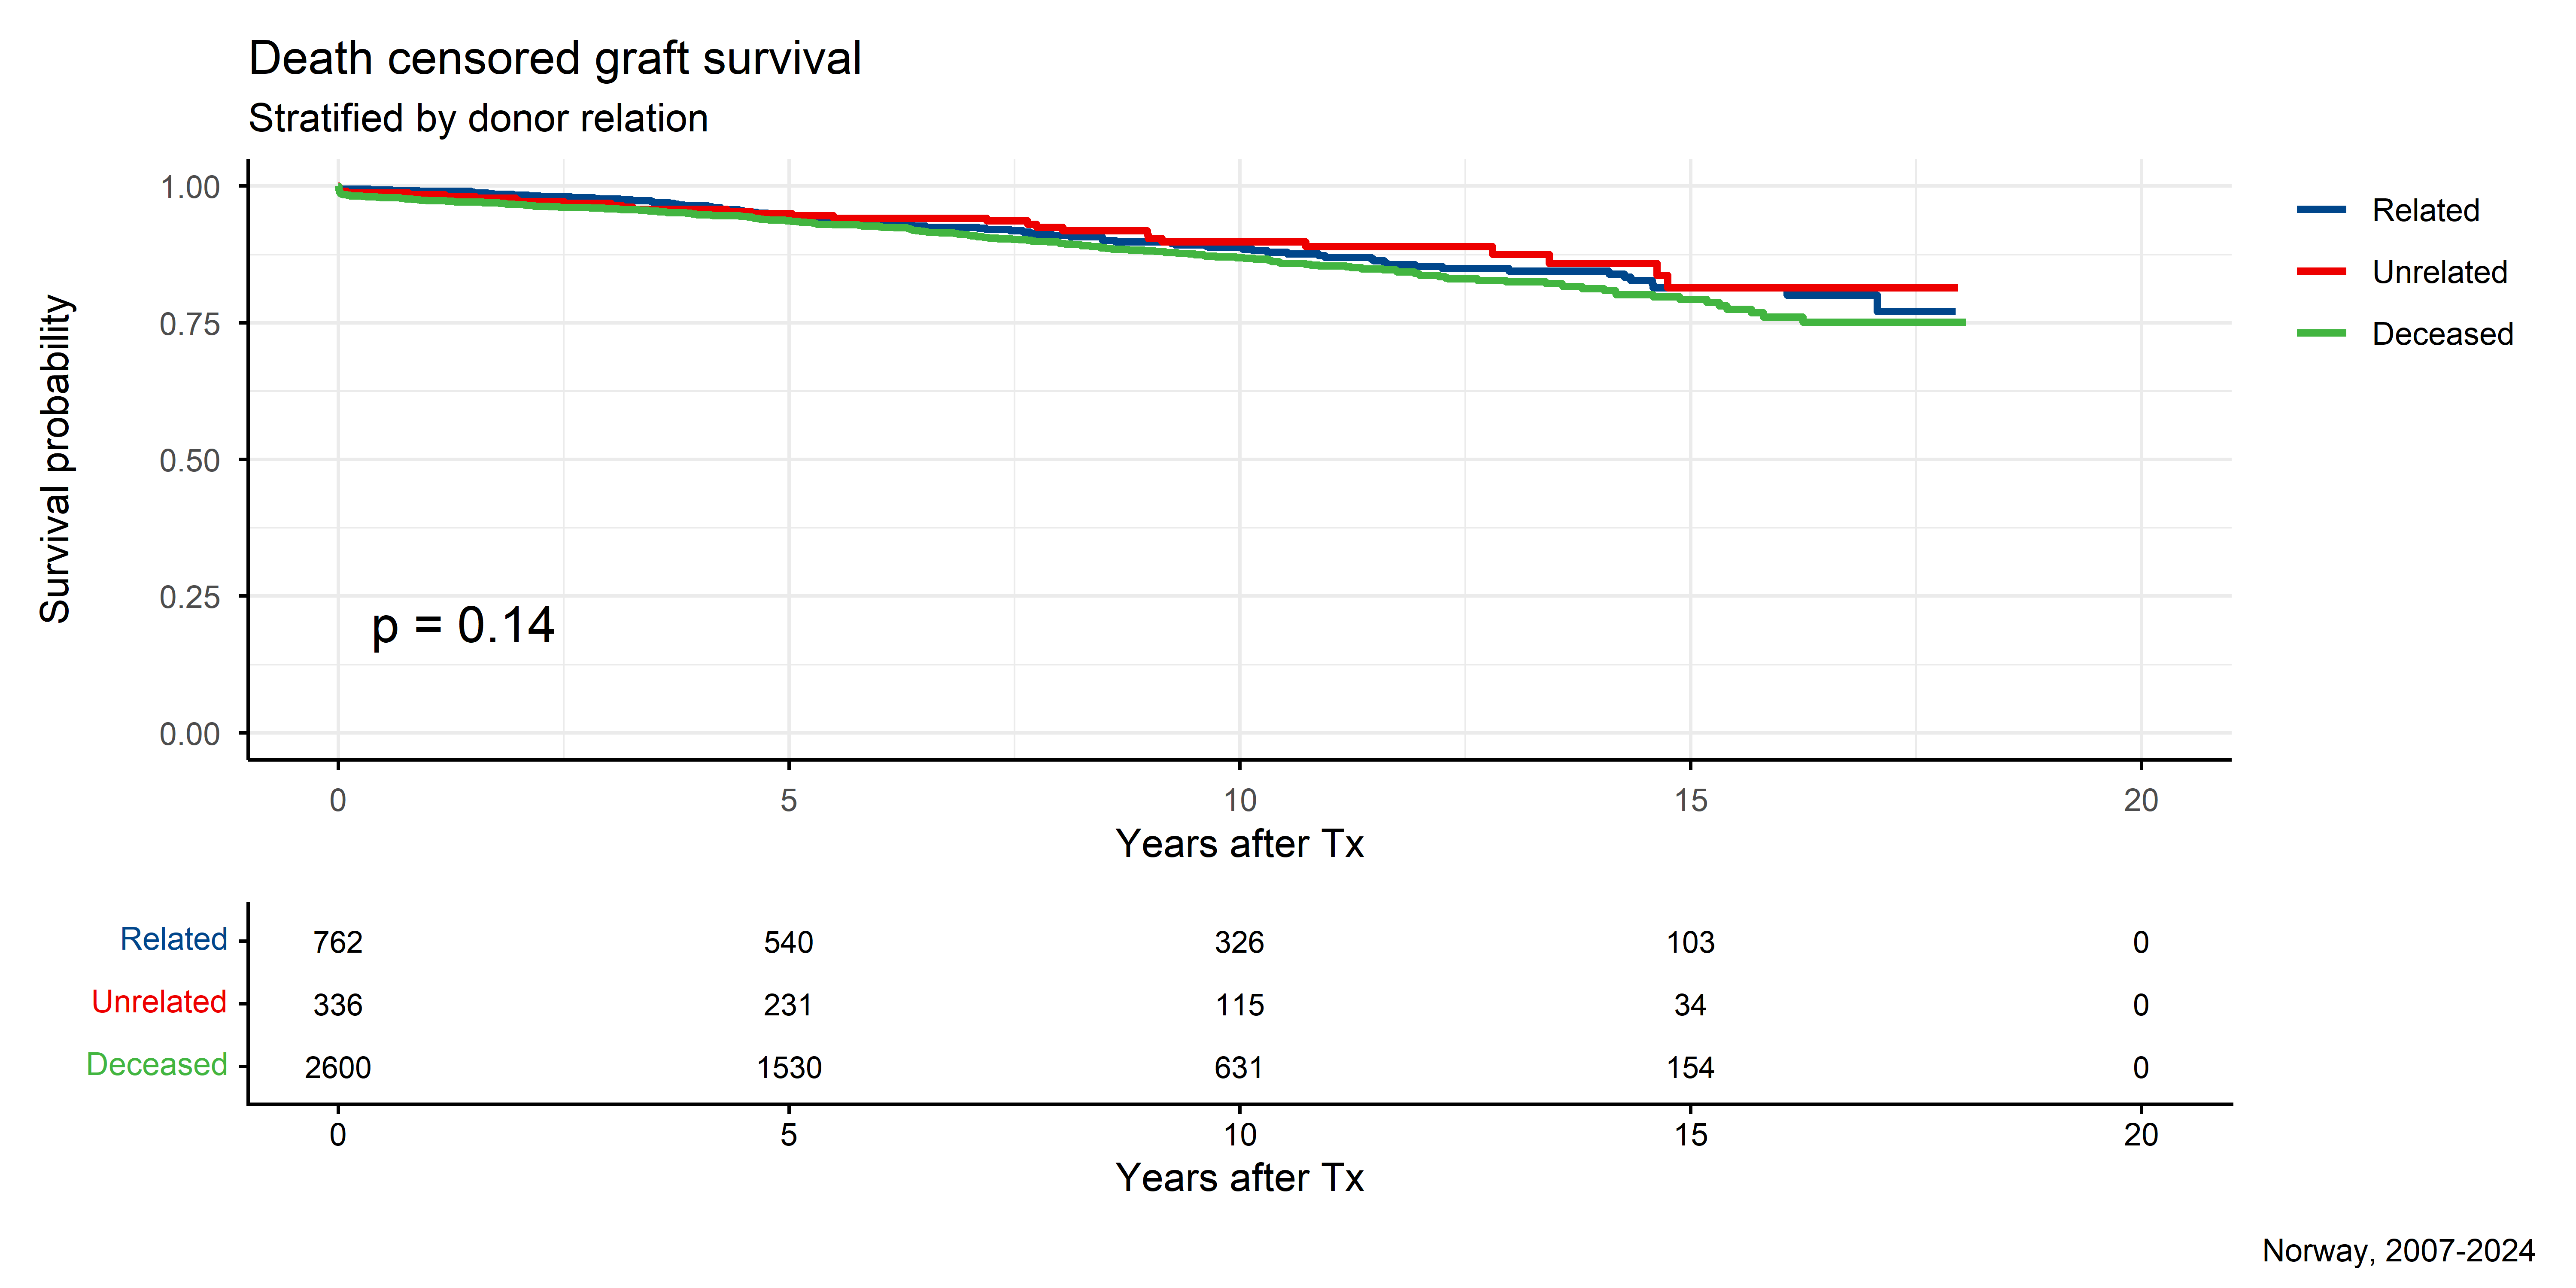 Death censored graft survival
Stratified by donor relation
Survival probability
1.00
0.75
0.50
0.25
0.00
p = 0.14
0 5 10 15 20
Years after Tx
Related
Unrelated
Deceased
Related 762 540 326 103 0
Unrelated 336 231 115 34 0
Deceased 2600 1530 631 154 0
0 5 10 15 20
Years after Tx
Norway, 2007-2024